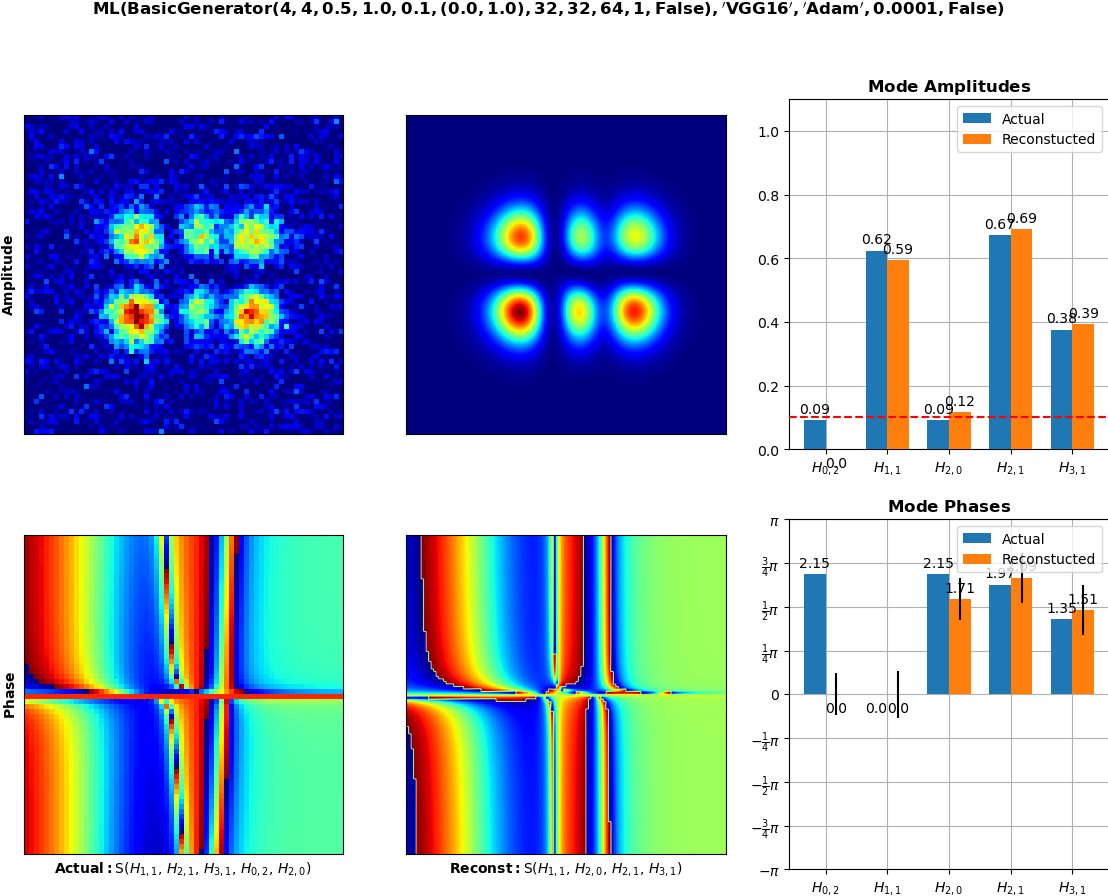 ML(BasicGenerator(4, 4, 0.5, 1.0, 0.1, (0.0, 1.0), 32, 32, 64, 1, False), ′VGG16′, ′Adam′, 0.0001, False)
Amplitude
Mode Amplitudes
Actual
Reconstucted
1.0
0.8
0.6
0.4
0.2
0.0
0.09
0.0
0.62
0.59
0.09
0.12
0.67
0.69
0.38
0.39
H0,2
H1,1
H2,0
H2,1
H3,1
Phase
Actual: S(H1,1, H2,1, H3,1, H0,2, H2,0)
Reconst: S(H1,1, H2,0, H2,1, H3,1)
Mode Phases
Actual
Reconstucted
π
3/4π
1/2π
1/4π
0
−1/4π
−1/2π
−3/4π
−π
2.15
0.0
0.0
0.0
2.15
1.71
1.97
1.35
1.51
H0,2
H1,1
H2,0
H2,1
H3,1